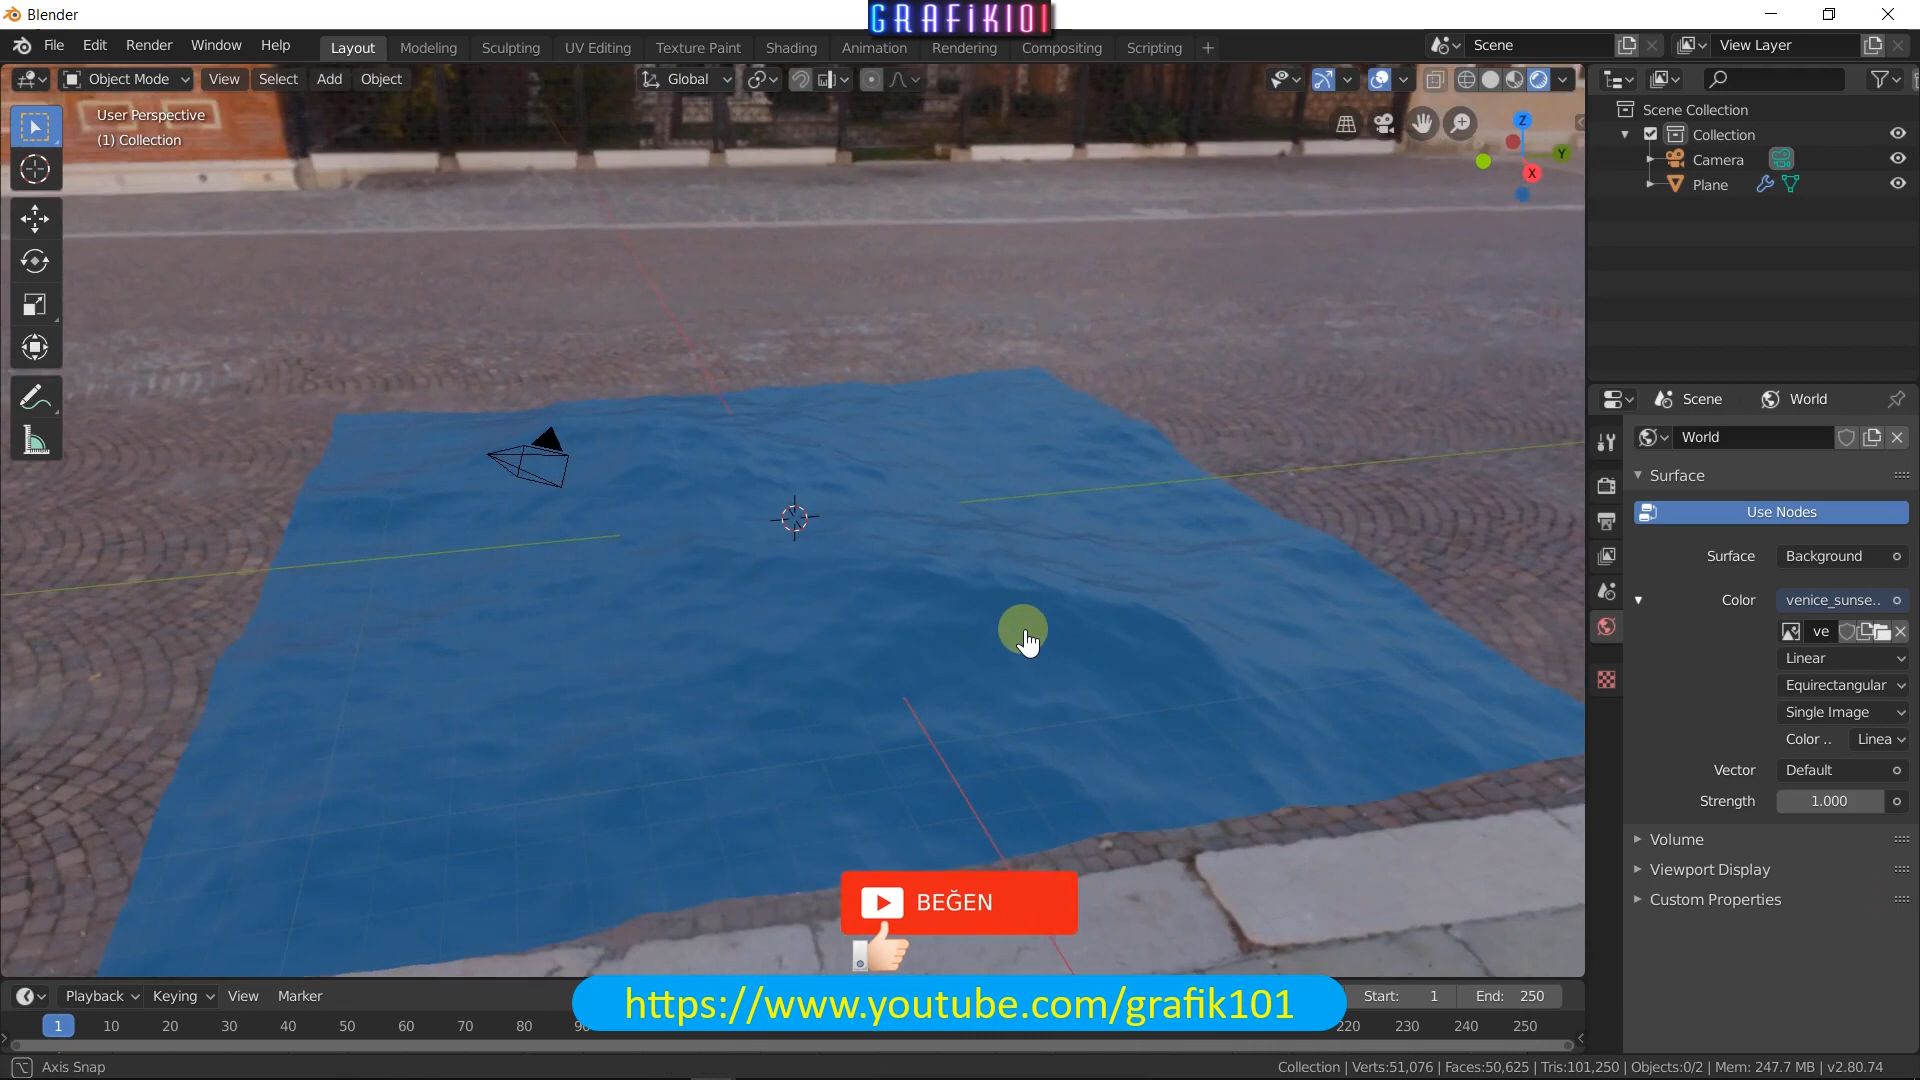 Blender
GRAFiK101
File Edit Render Window Help
Layout Modeling Sculpting UV Editing Texture Paint Shading Animation Rendering Compositing Scripting
Scene
View Layer
Object Mode View Select Add Object
Global
User Perspective
(1) Collection
Z
Y
X
Scene Collection
Collection
Camera
Plane
Scene World
World
Surface
Use Nodes
Surface Background
Color venice_sunse..
ve
Linear
Equirectangular
Single Image
Color .. Linea
Vector Default
Strength 1.000
Volume
Viewport Display
Custom Properties
BEĞEN
https://www.youtube.com/grafik101
Playback Keying View Marker
Start: 1 End: 250
1 10 20 30 40 50 60 70 80 220 230 240 250
Axis Snap
Collection | Verts:51,076 | Faces:50,625 | Tris:101,250 | Objects:0/2 | Mem: 247.7 MB | v2.80.74